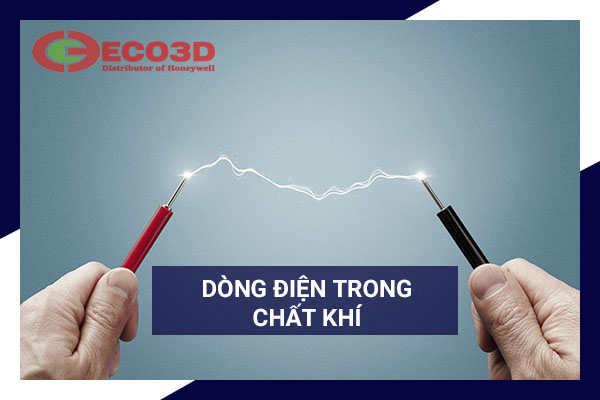 ECO3D
Distributor of Honeywell
DÒNG ĐIỆN TRONG
CHẤT KHÍ